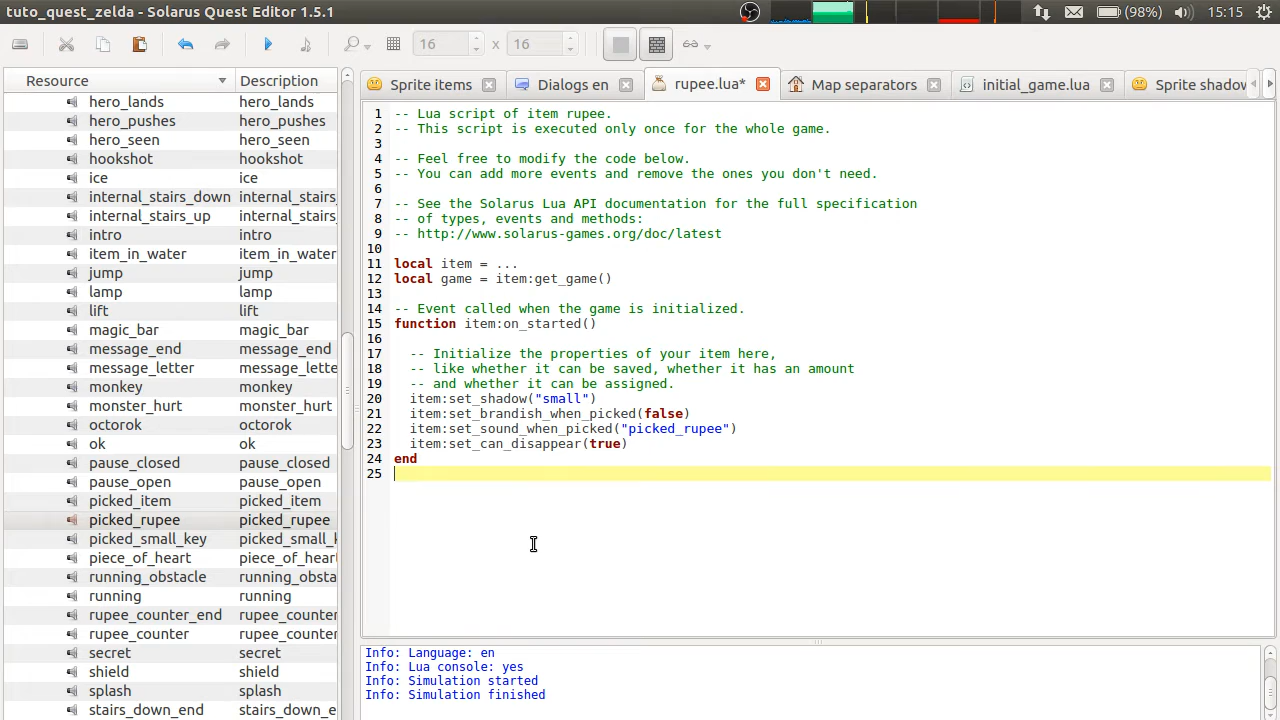 tuto_quest_zelda - Solarus Quest Editor 1.5.1
(98%)
15:15
16 x 16
Resource Description
hero_lands hero_lands
hero_pushes hero_pushes
hero_seen hero_seen
hookshot hookshot
ice ice
internal_stairs_down internal_stairs
internal_stairs_up internal_stairs
intro intro
item_in_water item_in_water
jump jump
lamp lamp
lift lift
magic_bar magic_bar
message_end message_end
message_letter message_lette
monkey monkey
monster_hurt monster_hurt
octorok octorok
ok ok
pause_closed pause_closed
pause_open pause_open
picked_item picked_item
picked_rupee picked_rupee
picked_small_key picked_small_k
piece_of_heart piece_of_hear
running_obstacle running_obsta
running running
rupee_counter_end rupee_counter
rupee_counter rupee_counter
secret secret
shield shield
splash splash
stairs_down_end stairs_down_e
Sprite items Dialogs en rupee.lua* Map separators initial_game.lua Sprite shadow
1 -- Lua script of item rupee.
2 -- This script is executed only once for the whole game.
3
4 -- Feel free to modify the code below.
5 -- You can add more events and remove the ones you don't need.
6
7 -- See the Solarus Lua API documentation for the full specification
8 -- of types, events and methods:
9 -- http://www.solarus-games.org/doc/latest
10
11 local item = ...
12 local game = item:get_game()
13
14 -- Event called when the game is initialized.
15 function item:on_started()
16
17 -- Initialize the properties of your item here,
18 -- like whether it can be saved, whether it has an amount
19 -- and whether it can be assigned.
20 item:set_shadow("small")
21 item:set_brandish_when_picked(false)
22 item:set_sound_when_picked("picked_rupee")
23 item:set_can_disappear(true)
24 end
25
Info: Language: en
Info: Lua console: yes
Info: Simulation started
Info: Simulation finished